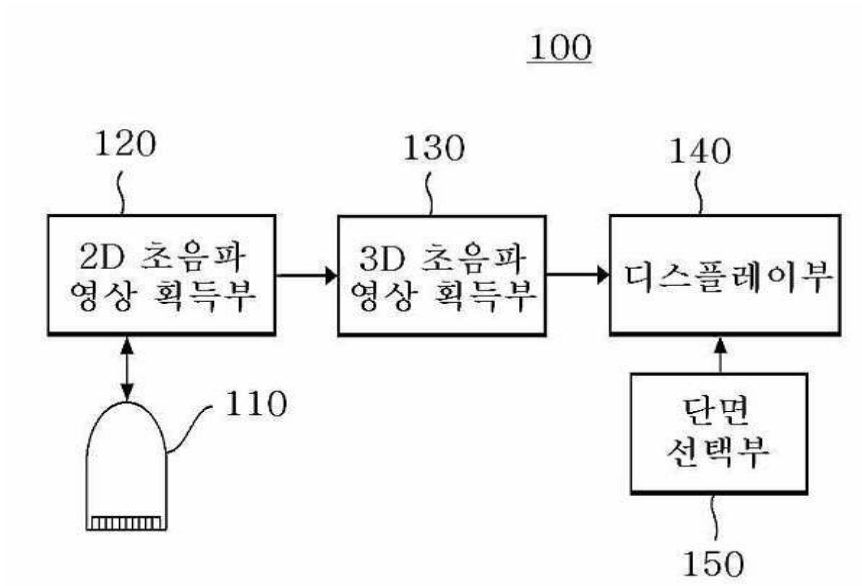 100
120
130
140
2D 초음파
영상 획득부
3D 초음파
영상 획득부
디스플레이부
110
단면
선택부
150